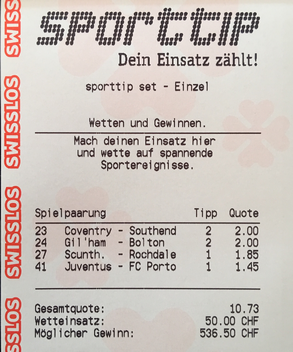 sporttip
Dein Einsatz zählt!
sporttip set - Einzel
Wetten und Gewinnen.
Mach deinen Einsatz hier
und wette auf spannende
Sportereignisse.
Spielpaarung Tipp Quote
23 Coventry - Southend 2 2.00
24 Gil'ham - Bolton 2 2.00
27 Scunth. - Rochdale 1 1.85
41 Juventus - FC Porto 1 1.45
Gesamtquote: 10.73
Wetteinsatz: 50.00 CHF
Möglicher Gewinn: 536.50 CHF
SWISSLOS
SWISSLOS
SWISSLOS
SWISSLOS